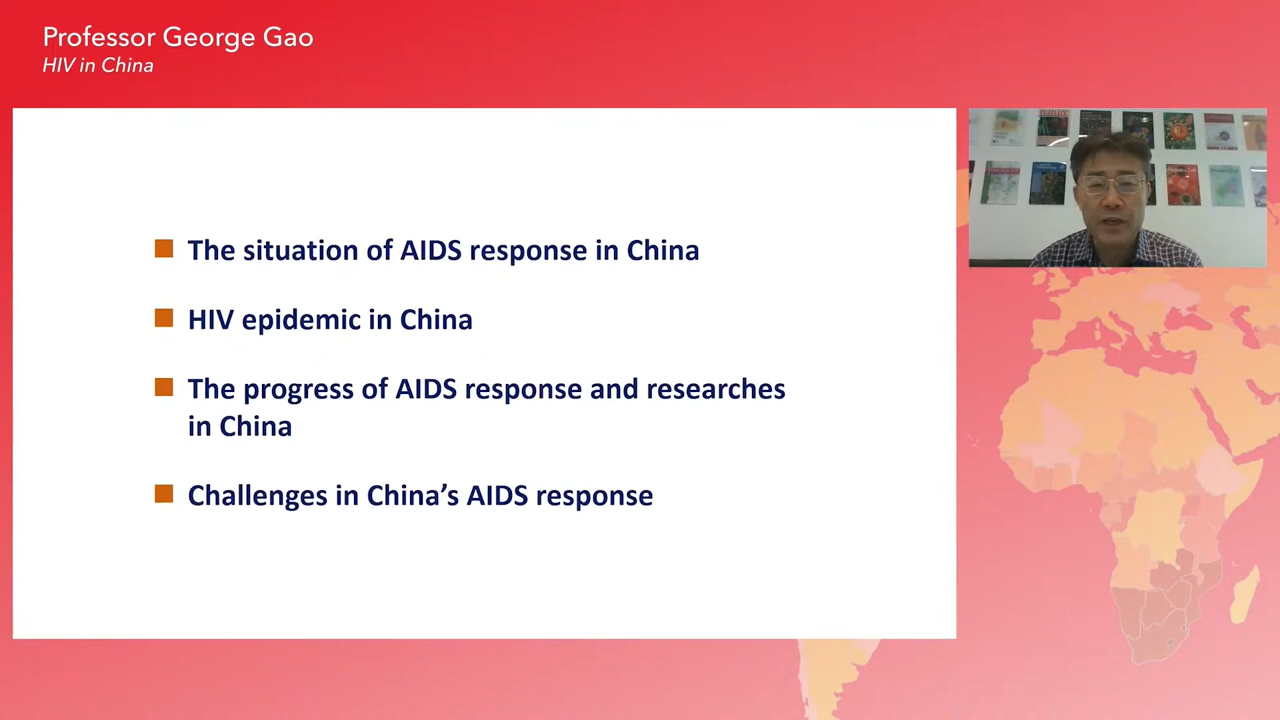 Professor George Gao
HIV in China
The situation of AIDS response in China
HIV epidemic in China
The progress of AIDS response and researches
in China
Challenges in China's AIDS response